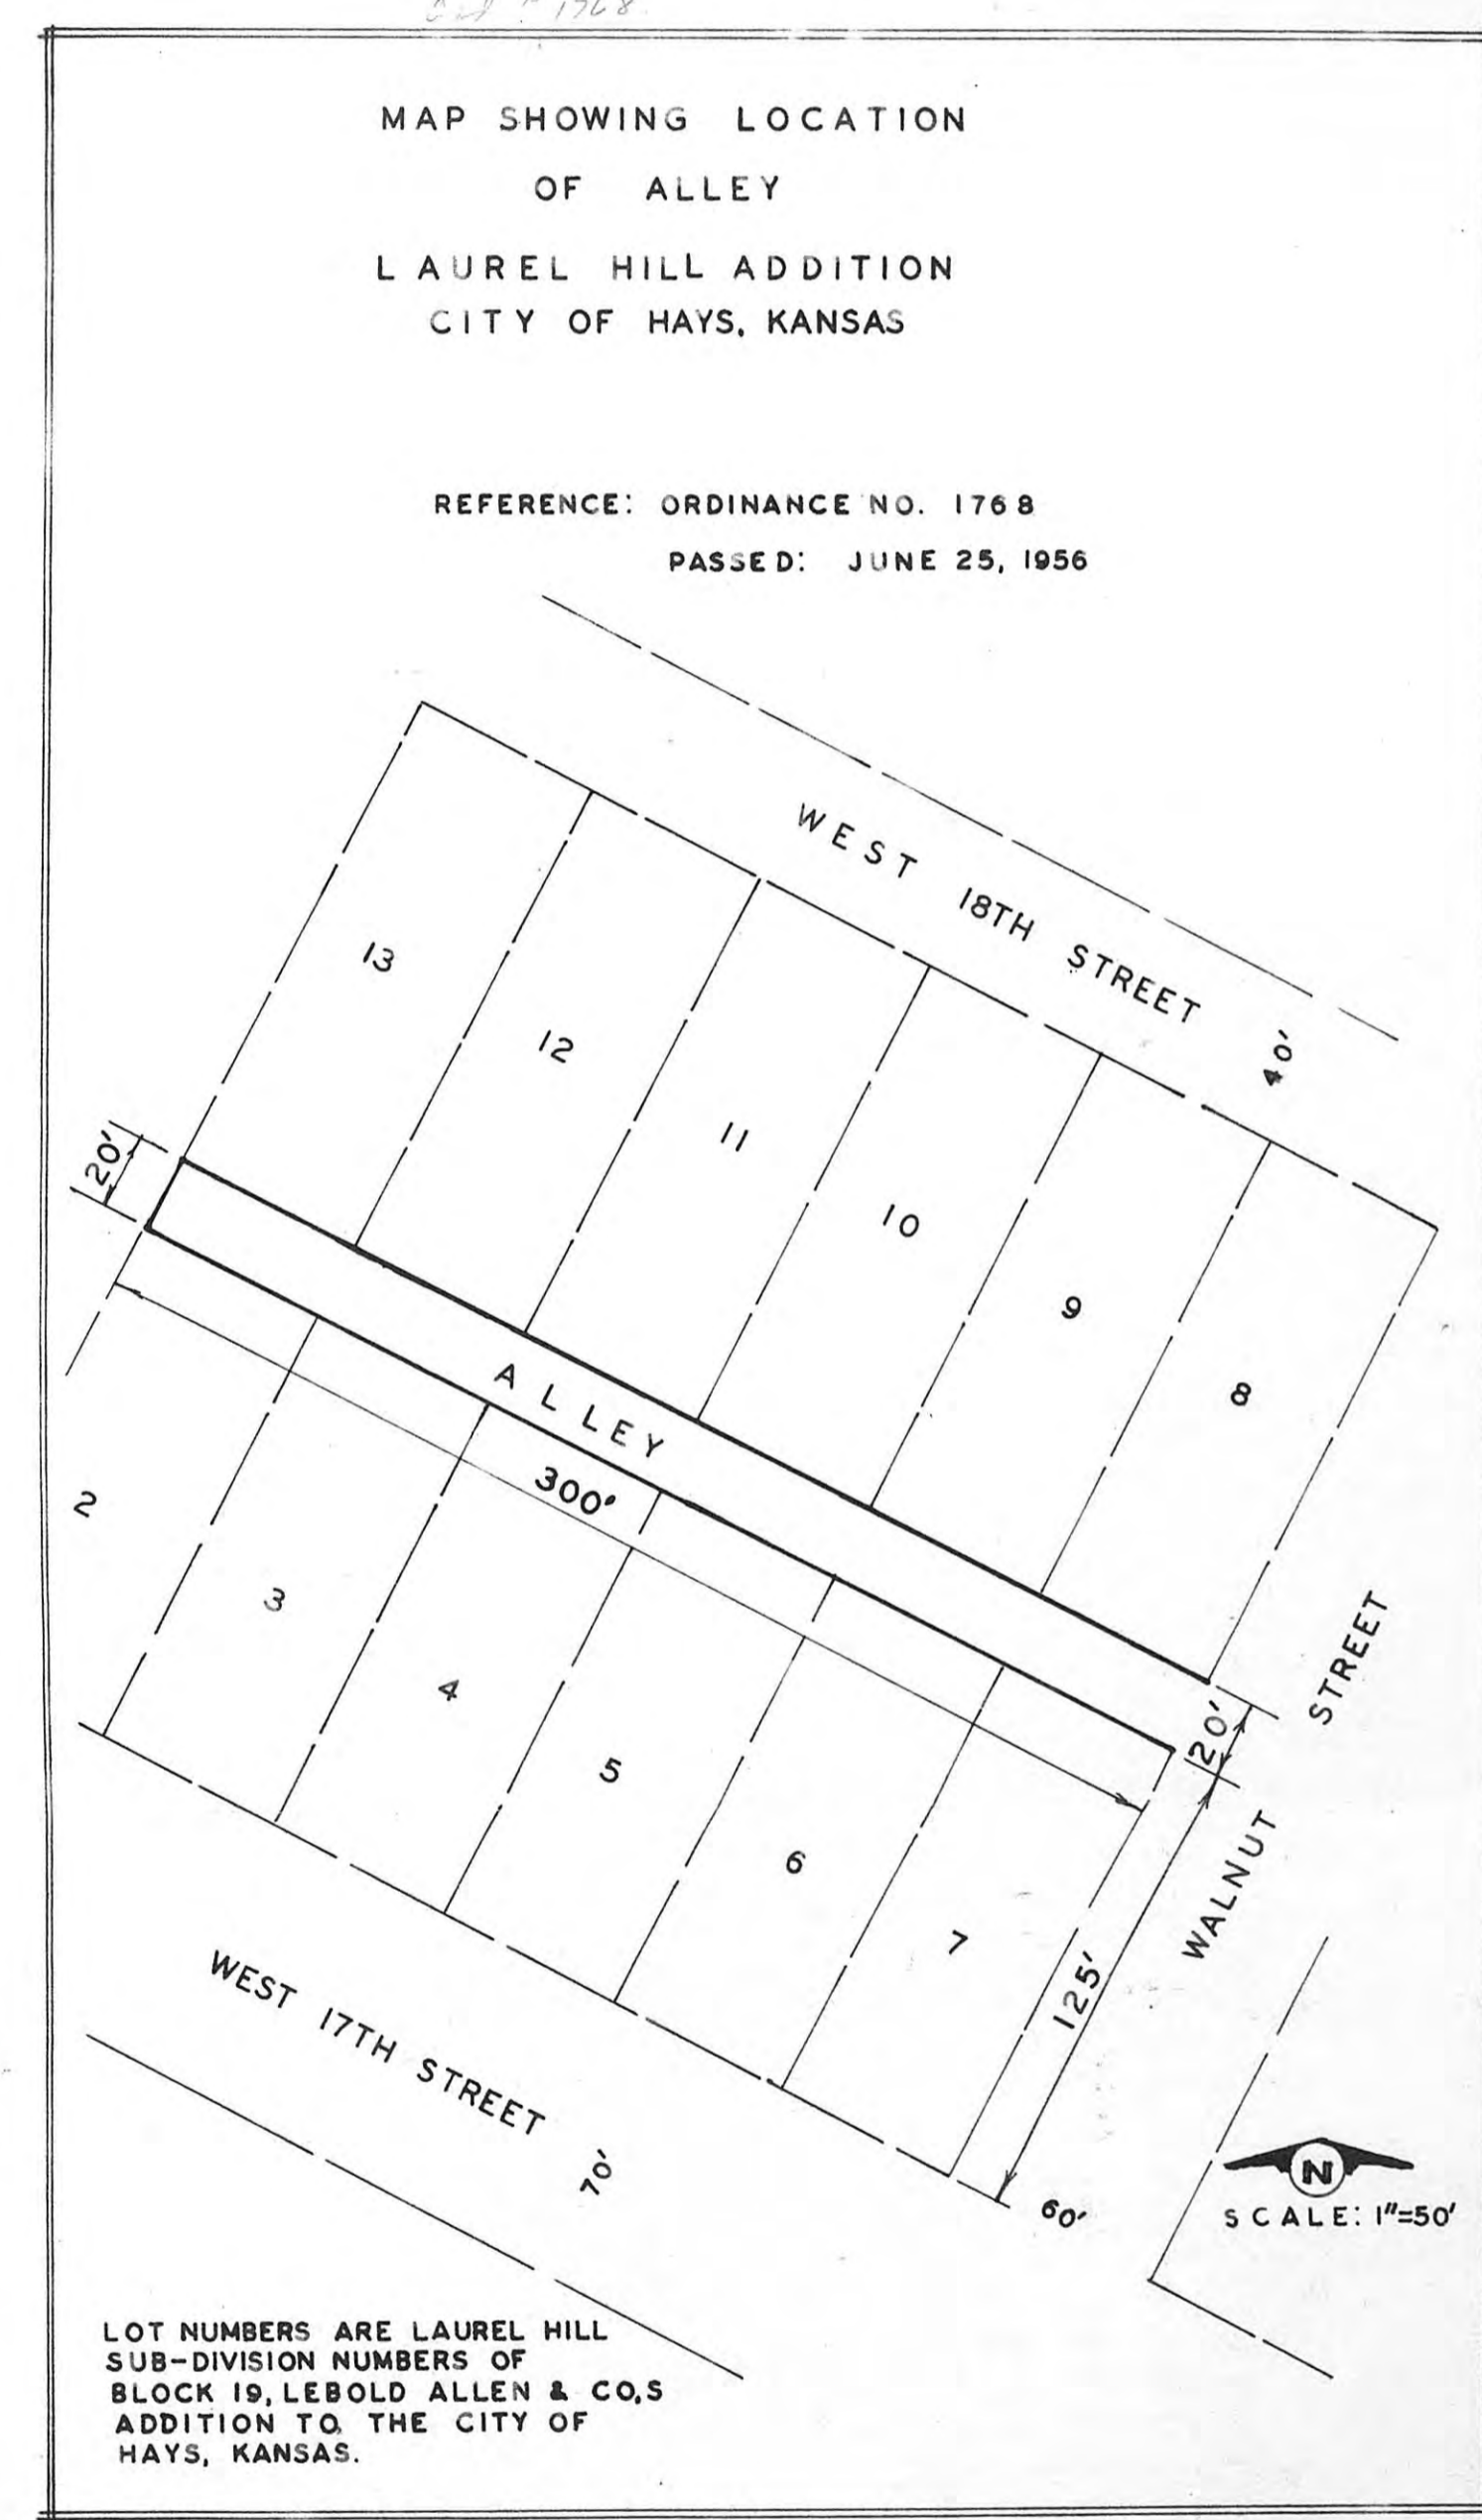 1768
MAP SHOWING LOCATION
OF ALLEY
LAUREL HILL ADDITION
CITY OF HAYS, KANSAS
REFERENCE: ORDINANCE NO. 1768
PASSED: JUNE 25, 1956
WEST 18TH STREET
40'
13
12
11
10
9
8
20'
ALLEY
300'
2
3
4
5
6
7
20'
WALNUT STREET
125'
60'
WEST 17TH STREET
70'
N
SCALE: 1"=50'
LOT NUMBERS ARE LAUREL HILL
SUB-DIVISION NUMBERS OF
BLOCK 19, LEBOLD ALLEN & CO,S
ADDITION TO THE CITY OF
HAYS, KANSAS.